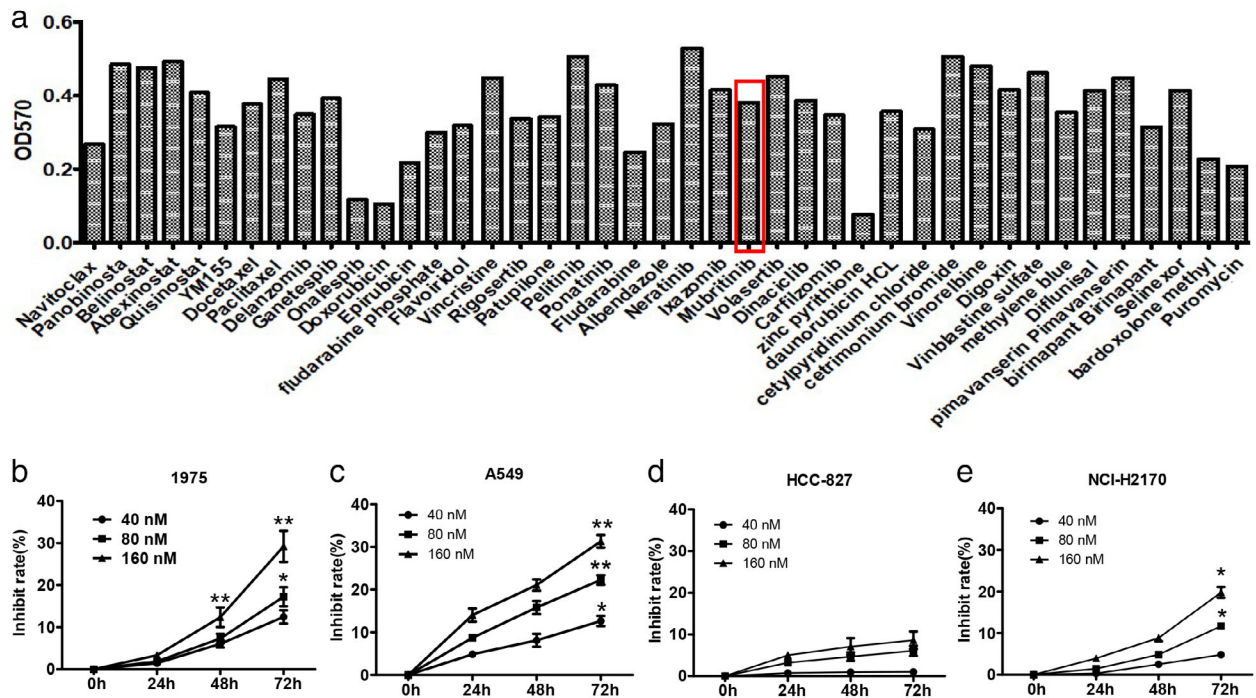 a
0.6
0.4
0.2
0.0
OD570
Navitoclax
Panobinosta
Belinostat
Abexinostat
Quisinostat
YM155
Docetaxel
Paclitaxel
Delanzomib
Ganetespib
Onalespib
Doxorubicin
Epirubicin
fludarabine phosphate
Flavoiridol
Vincristine
Rigosertib
Patupilone
Pelitinib
Ponatinib
Fludarabine
Albendazole
Neratinib
Ixazomib
Mubritinib
Volasertib
Dinaciclib
Carfilzomib
zinc pyrithione
daunorubicin HCL
cetylpyridinium chloride
cetrimonium bromide
Vinorelbine
Digoxin
Vinblastine sulfate
methylene blue
Diflunisal
pimavanserin Pimavanserin
birinapant Birinapant
Selinexor
bardoxolone methyl
Puromycin
b
1975
Inhibit rate(%)
40
30
20
10
0
40 nM
80 nM
160 nM
**
**
*
0h 24h 48h 72h
c
A549
Inhibit rate(%)
40
30
20
10
0
40 nM
80 nM
160 nM
**
**
*
0h 24h 48h 72h
d
HCC-827
Inhibit rate(%)
40
30
20
10
0
40 nM
80 nM
160 nM
0h 24h 48h 72h
e
NCI-H2170
Inhibit rate(%)
40
30
20
10
0
40 nM
80 nM
160 nM
*
*
0h 24h 48h 72h